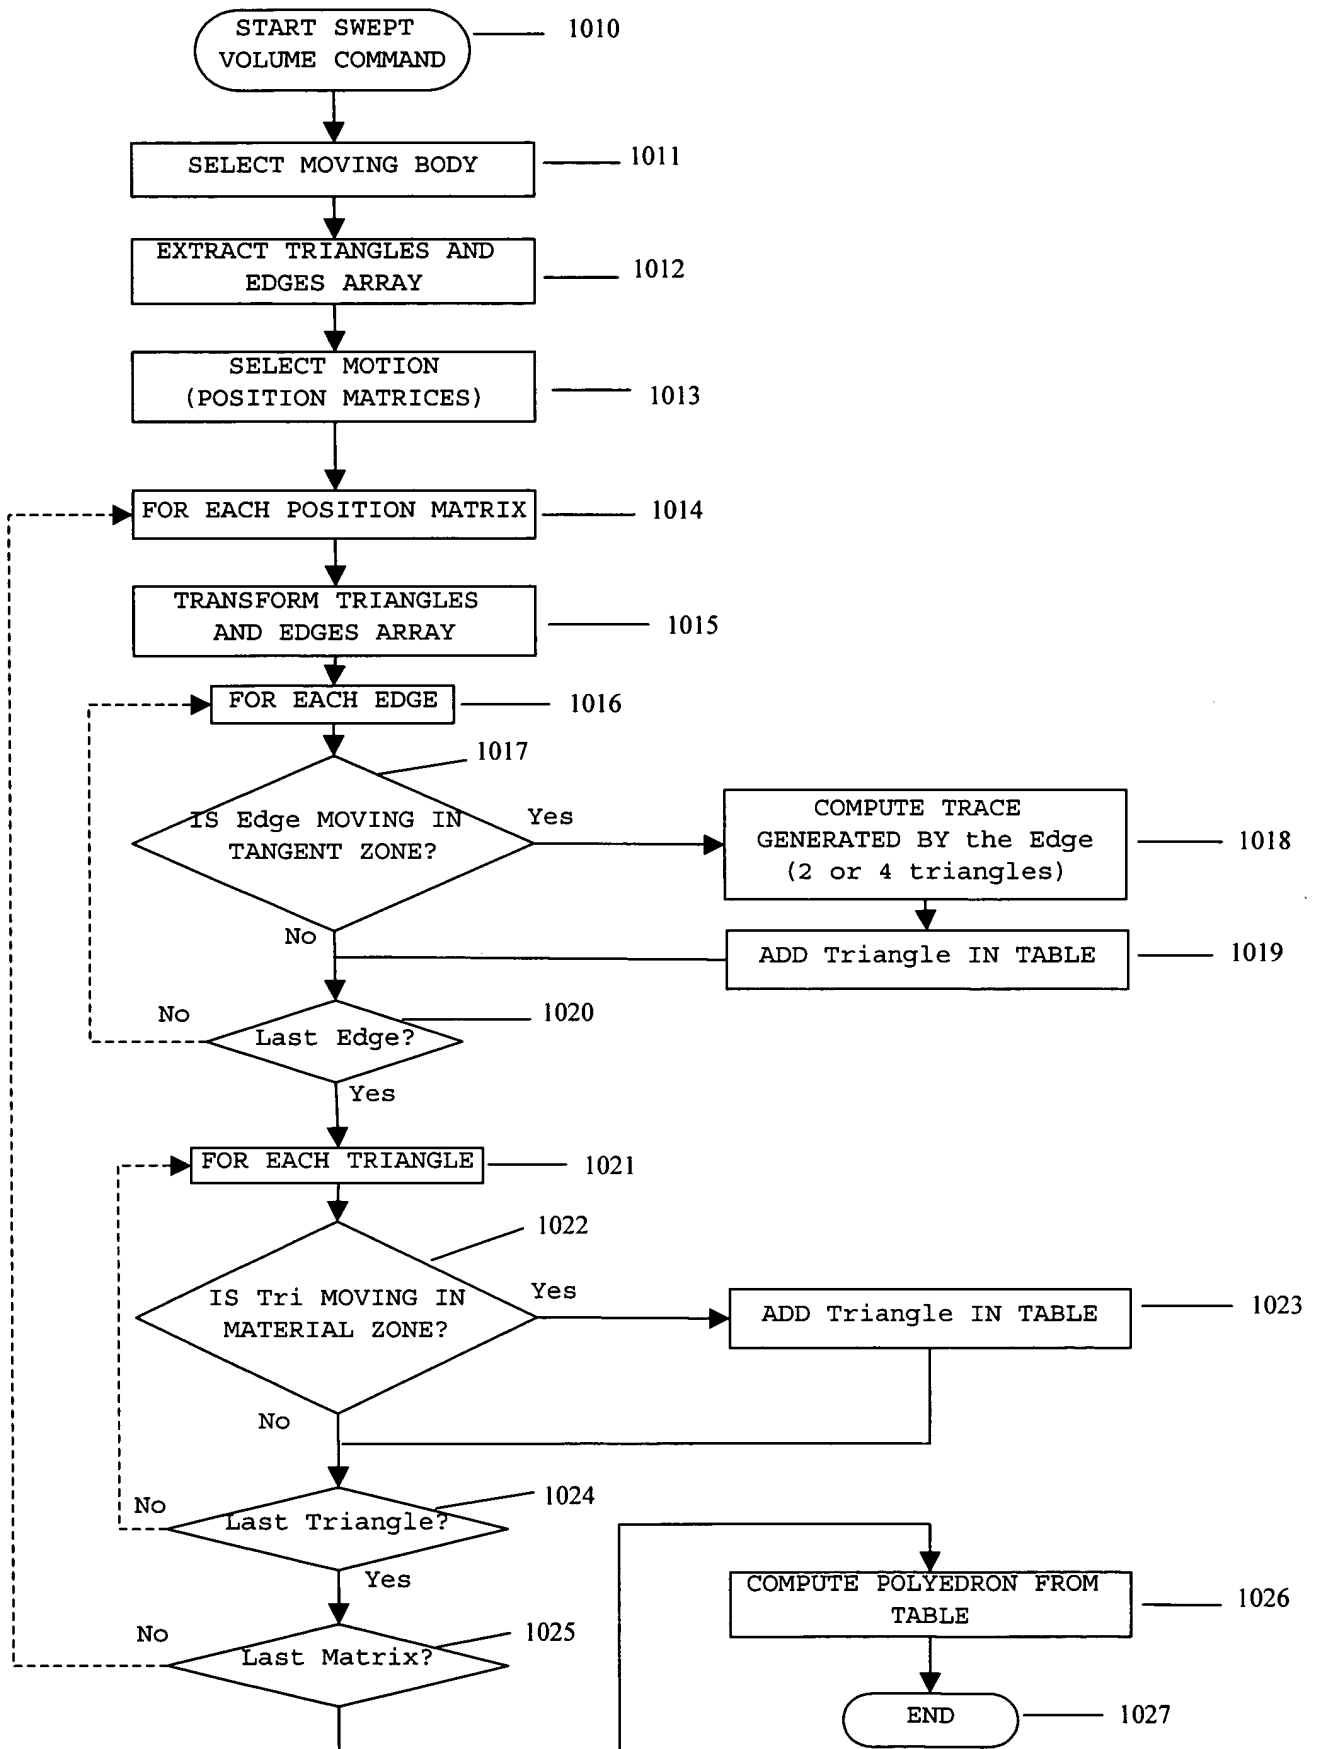 START SWEPT
VOLUME COMMAND
1010
SELECT MOVING BODY
1011
EXTRACT TRIANGLES AND
EDGES ARRAY
1012
SELECT MOTION
(POSITION MATRICES)
1013
FOR EACH POSITION MATRIX
1014
TRANSFORM TRIANGLES
AND EDGES ARRAY
1015
FOR EACH EDGE
1016
1017
IS Edge MOVING IN
TANGENT ZONE?
Yes
COMPUTE TRACE
GENERATED BY the Edge
(2 or 4 triangles)
1018
No
ADD Triangle IN TABLE
1019
No
Last Edge?
1020
Yes
FOR EACH TRIANGLE
1021
1022
IS Tri MOVING IN
MATERIAL ZONE?
Yes
ADD Triangle IN TABLE
1023
No
No
Last Triangle?
1024
Yes
COMPUTE POLYEDRON FROM
TABLE
1026
No
Last Matrix?
1025
END
1027